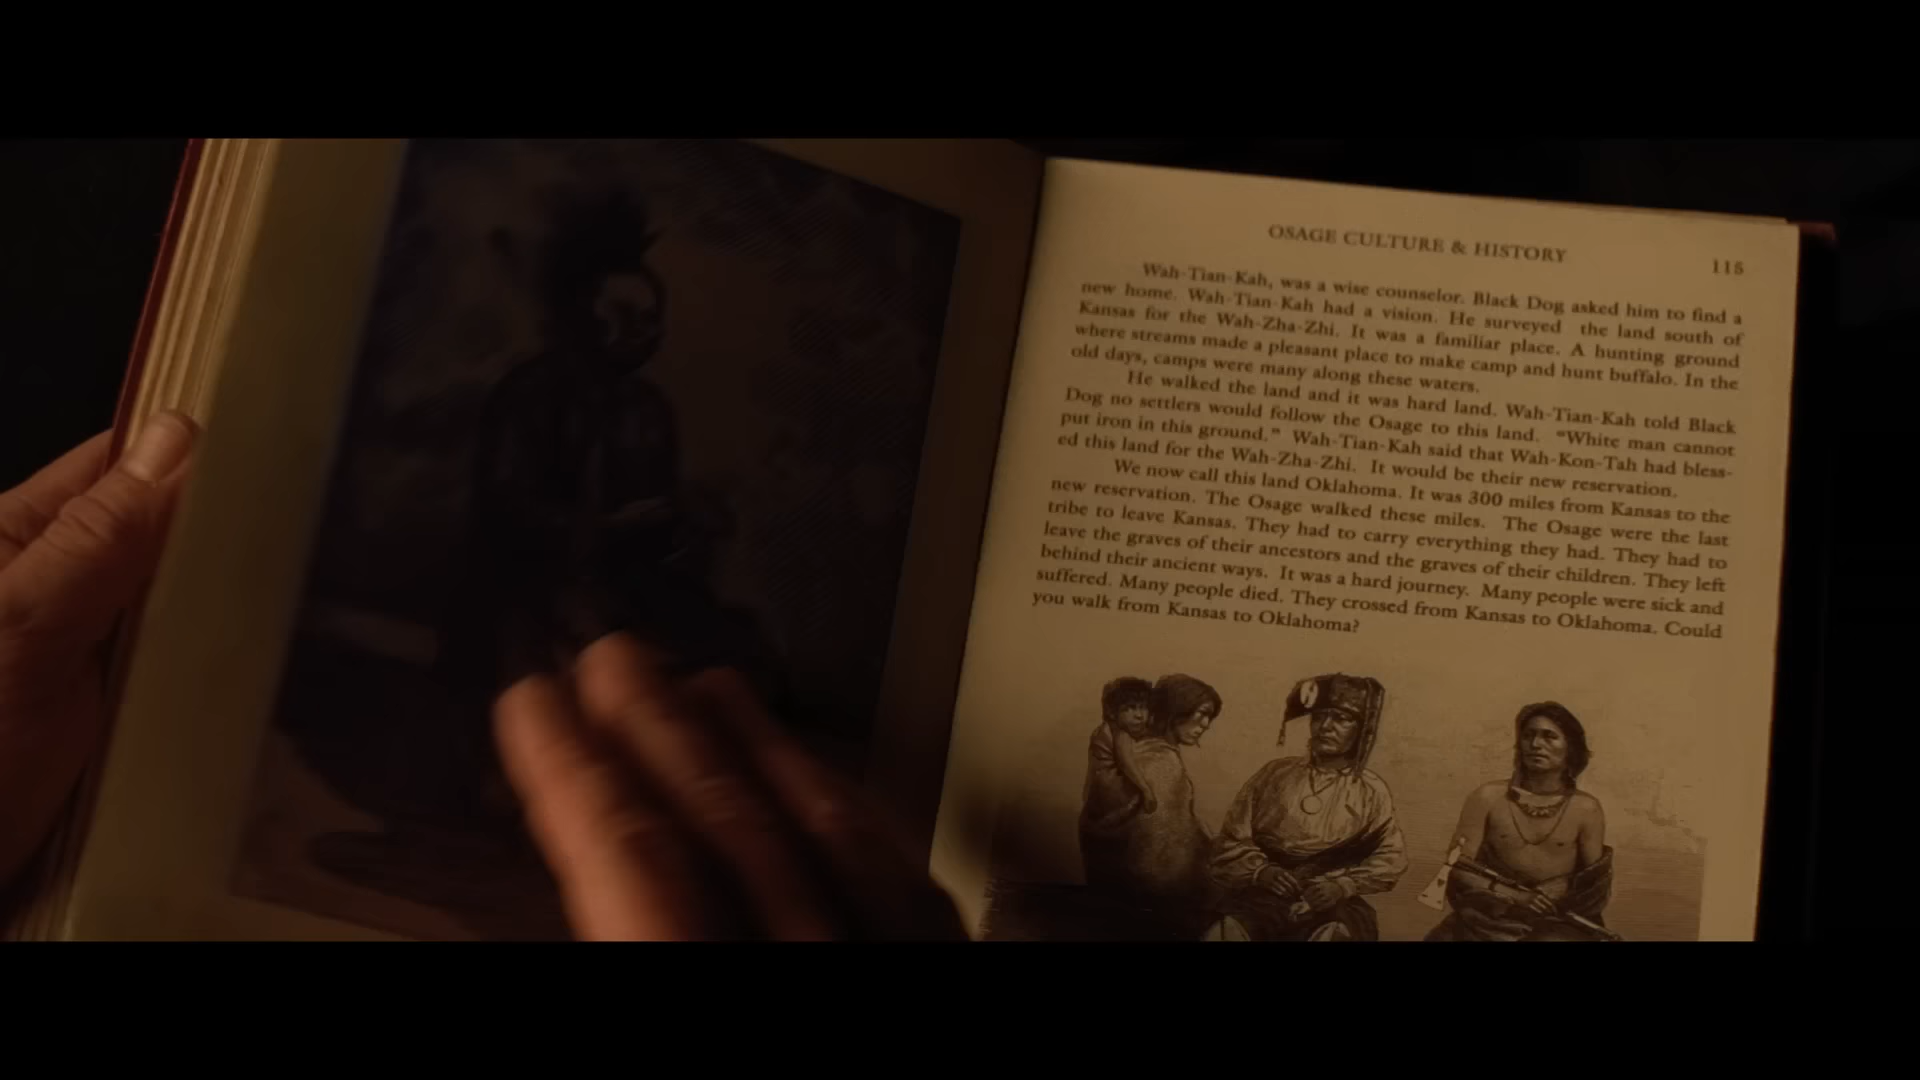 OSAGE CULTURE & HISTORY
115
Wah-Tian-Kah, was a wise counselor. Black Dog asked him to find a
new home. Wah-Tian-Kah had a vision. He surveyed the land south of
Kansas for the Wah-Zha-Zhi. It was a familiar place. A hunting ground
where streams made a pleasant place to make camp and hunt buffalo. In the
old days, camps were many along these waters.
He walked the land and it was hard land. Wah-Tian-Kah told Black
Dog no settlers would follow the Osage to this land. “White man cannot
put iron in this ground.” Wah-Tian-Kah said that Wah-Kon-Tah had bless-
ed this land for the Wah-Zha-Zhi. It would be their new reservation.
We now call this land Oklahoma. It was 300 miles from Kansas to the
new reservation. The Osage walked these miles. The Osage were the last
tribe to leave Kansas. They had to carry everything they had. They had to
leave the graves of their ancestors and the graves of their children. They left
behind their ancient ways. It was a hard journey. Many people were sick and
suffered. Many people died. They crossed from Kansas to Oklahoma. Could
you walk from Kansas to Oklahoma?